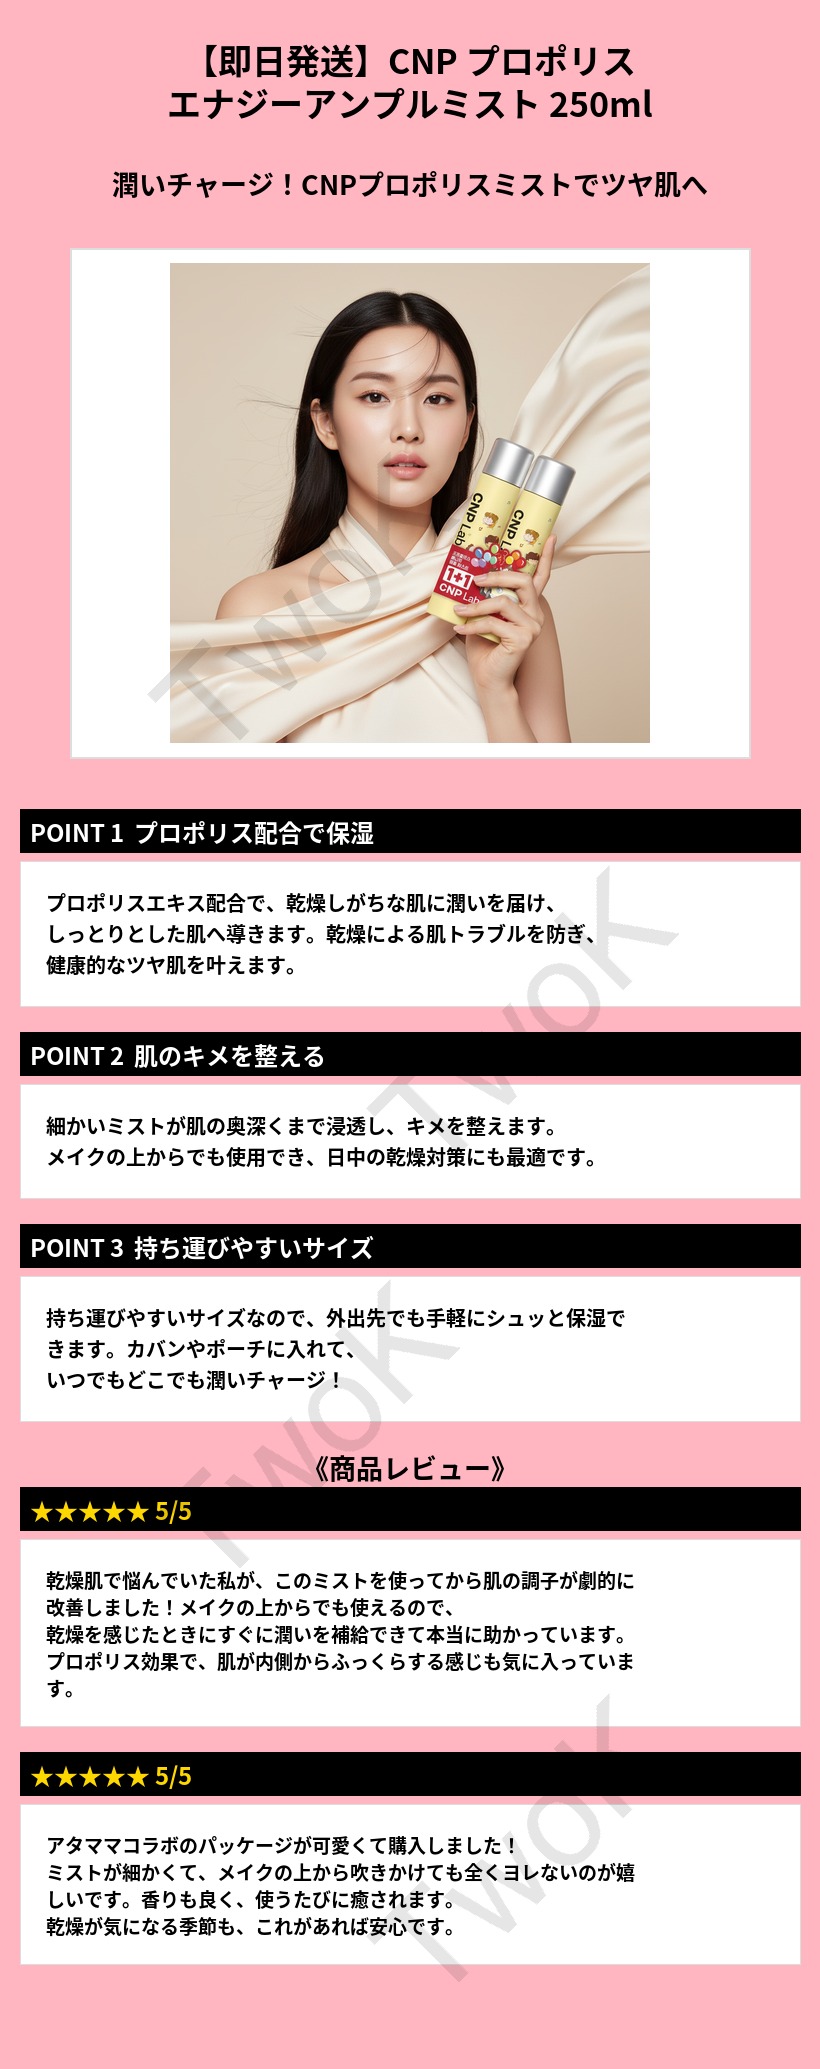 【即日発送】CNP プロポリス
エナジーアンプルミスト 250ml
潤いチャージ！CNPプロポリスミストでツヤ肌へ
CNP Lab
CNP L
1+1
CNP Lab
TwoK
POINT 1 プロポリス配合で保湿
プロポリスエキス配合で、乾燥しがちな肌に潤いを届け、
しっとりとした肌へ導きます。乾燥による肌トラブルを防ぎ、
健康的なツヤ肌を叶えます。
TwoK
POINT 2 肌のキメを整える
細かいミストが肌の奥深くまで浸透し、キメを整えます。
メイクの上からでも使用でき、日中の乾燥対策にも最適です。
POINT 3 持ち運びやすいサイズ
持ち運びやすいサイズなので、外出先でも手軽にシュッと保湿で
きます。カバンやポーチに入れて、
いつでもどこでも潤いチャージ！
TwoK
《商品レビュー》
★★★★★ 5/5
乾燥肌で悩んでいた私が、このミストを使ってから肌の調子が劇的に
改善しました！メイクの上からでも使えるので、
乾燥を感じたときにすぐに潤いを補給できて本当に助かっています。
プロポリス効果で、肌が内側からふっくらする感じも気に入っていま
す。
★★★★★ 5/5
アタママコラボのパッケージが可愛くて購入しました！
ミストが細かくて、メイクの上から吹きかけても全くヨレないのが嬉
しいです。香りも良く、使うたびに癒されます。
乾燥が気になる季節も、これがあれば安心です。
TwoK